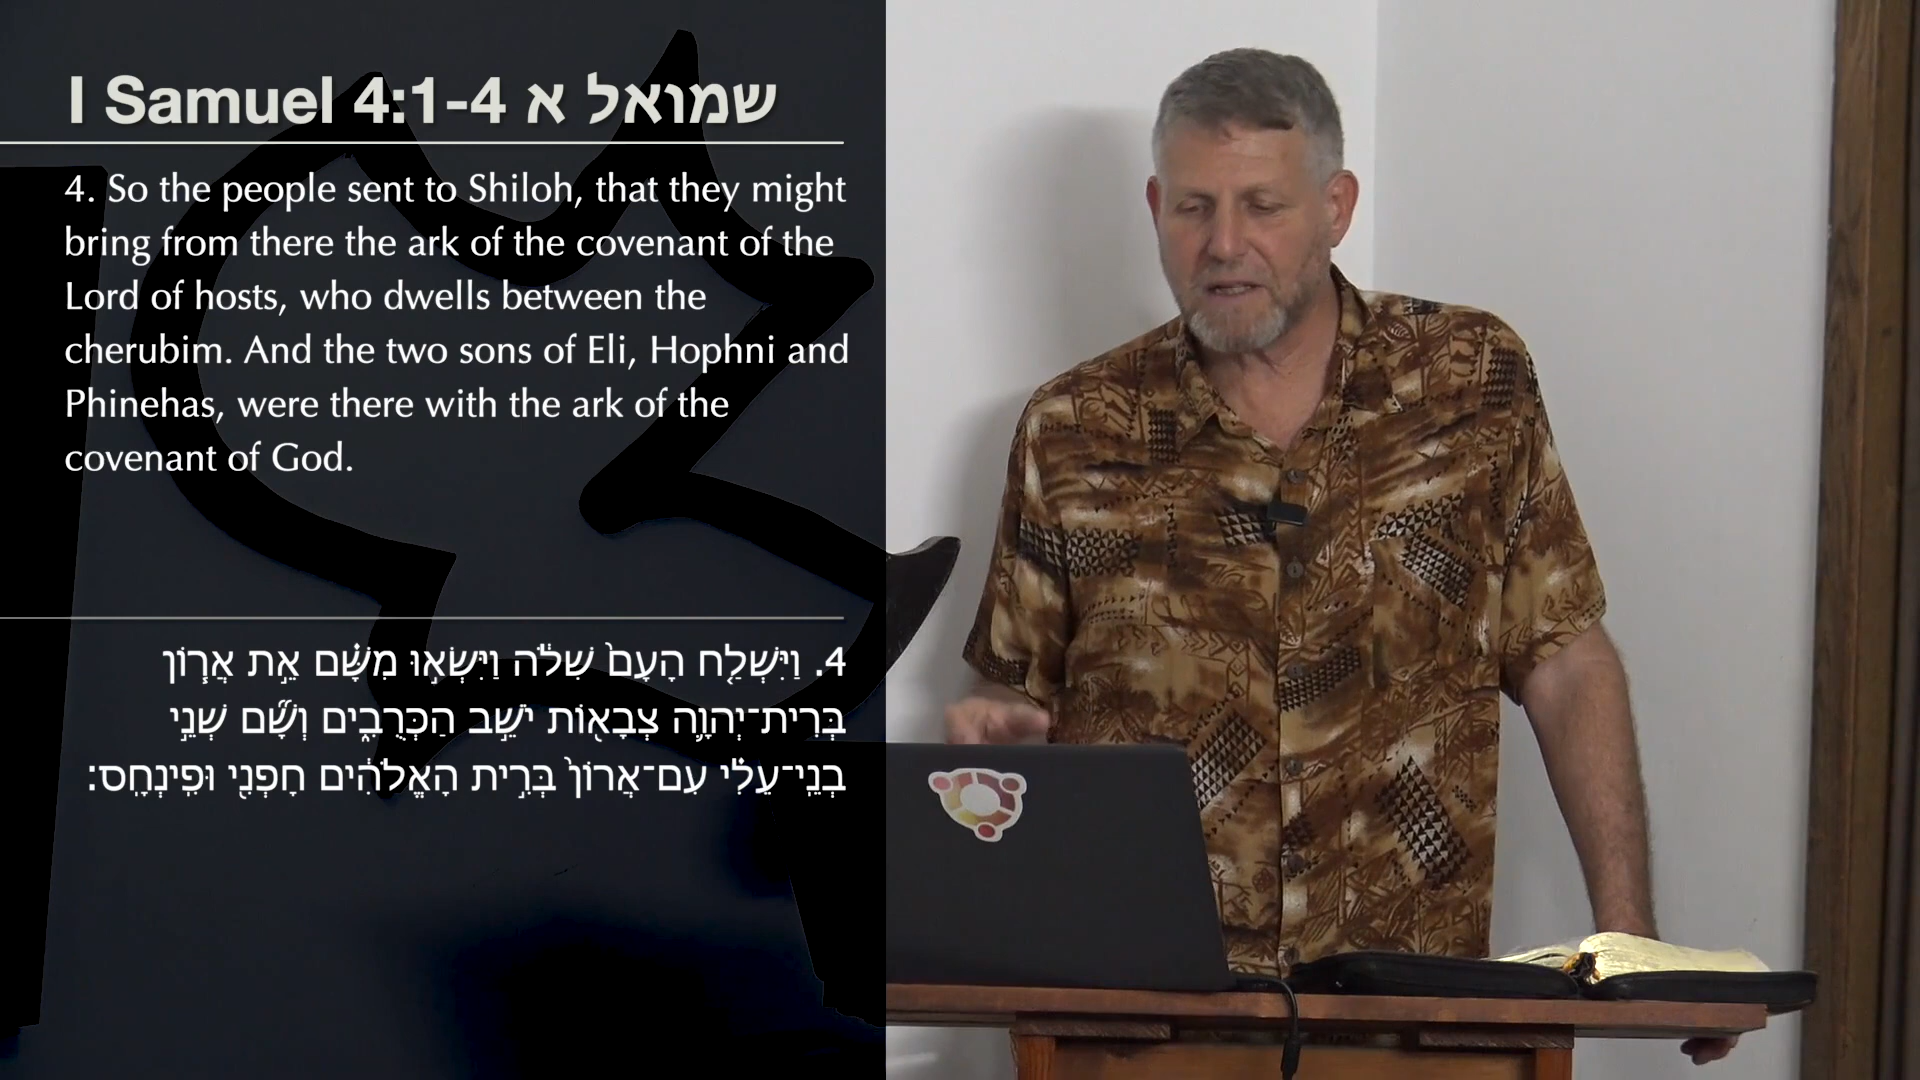 I Samuel 4:1-4 שמואל א
4. So the people sent to Shiloh, that they might
bring from there the ark of the covenant of the
Lord of hosts, who dwells between the
cherubim. And the two sons of Eli, Hophni and
Phinehas, were there with the ark of the
covenant of God.
4. וַיִּשְׁלַ֤ח הָעָם֙ שִׁלֹ֔ה וַיִּשְׂא֣וּ מִשָּׁ֗ם אֵ֣ת אֲר֧וֹן
בְּרִית־יְהוָ֛ה צְבָא֖וֹת יֹשֵׁ֣ב הַכְּרֻבִ֑ים וְשָׁ֞ם שְׁנֵ֣י
בְנֵֽי־עֵלִ֗י עִם־אֲרוֹן֙ בְּרִ֣ית הָאֱלֹהִ֔ים חָפְנִ֖י וּפִֽינְחָֽס׃